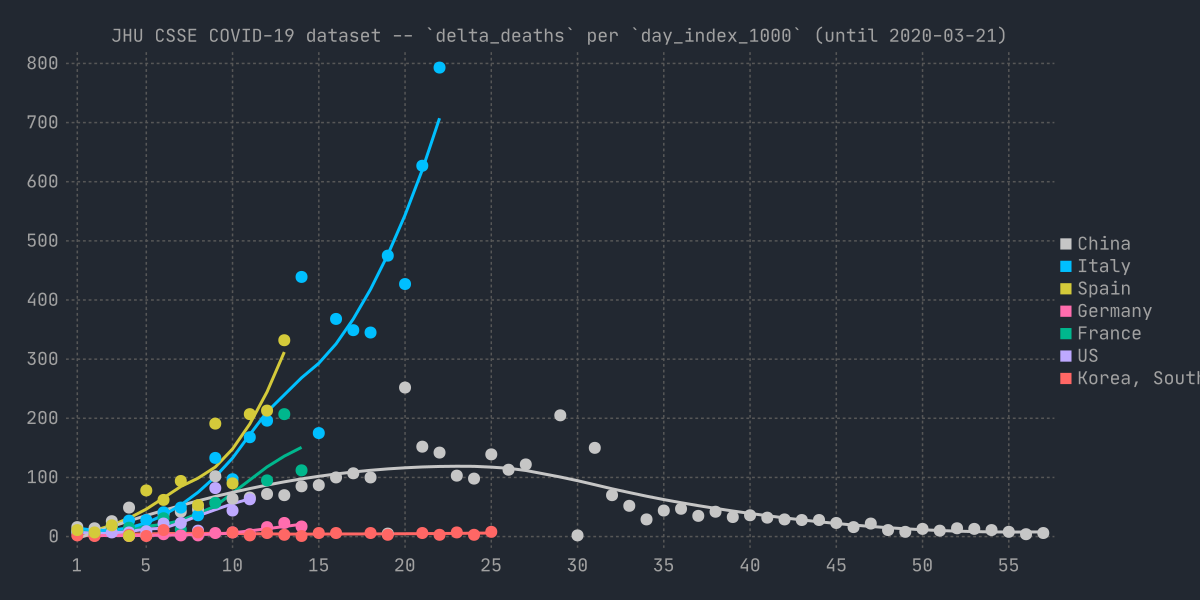 JHU CSSE COVID-19 dataset -- `delta_deaths` per `day_index_1000` (until 2020-03-21)
800
700
600
500
400
300
200
100
0
1 5 10 15 20 25 30 35 40 45 50 55
China
Italy
Spain
Germany
France
US
Korea, South